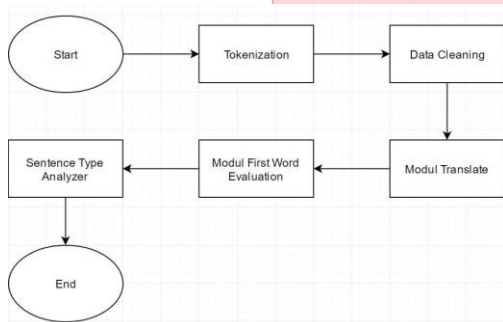 Start
Tokenization
Data Cleaning
Modul Translate
Modul First Word
Evaluation
Sentence Type
Analyzer
End